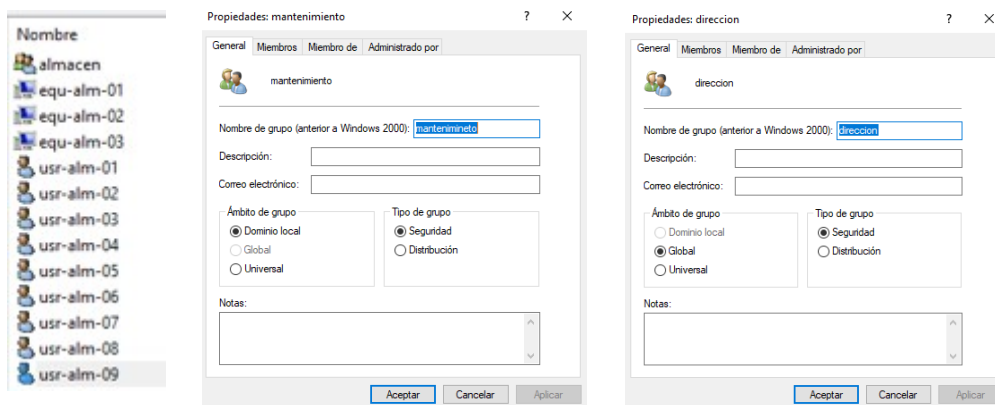 Nombre
almacen
equ-alm-01
equ-alm-02
equ-alm-03
usr-alm-01
usr-alm-02
usr-alm-03
usr-alm-04
usr-alm-05
usr-alm-06
usr-alm-07
usr-alm-08
usr-alm-09
Propiedades: mantenimiento ? ×
General Miembros Miembro de Administrado por
mantenimiento
Nombre de grupo (anterior a Windows 2000): mantenimineto
Descripción:
Correo electrónico:
Ámbito de grupo Tipo de grupo
Dominio local Seguridad
Global Distribución
Universal
Notas:
Aceptar Cancelar Aplicar
Propiedades: direccion ? ×
General Miembros Miembro de Administrado por
direccion
Nombre de grupo (anterior a Windows 2000): direccion
Descripción:
Correo electrónico:
Ámbito de grupo Tipo de grupo
Dominio local Seguridad
Global Distribución
Universal
Notas:
Aceptar Cancelar Aplicar